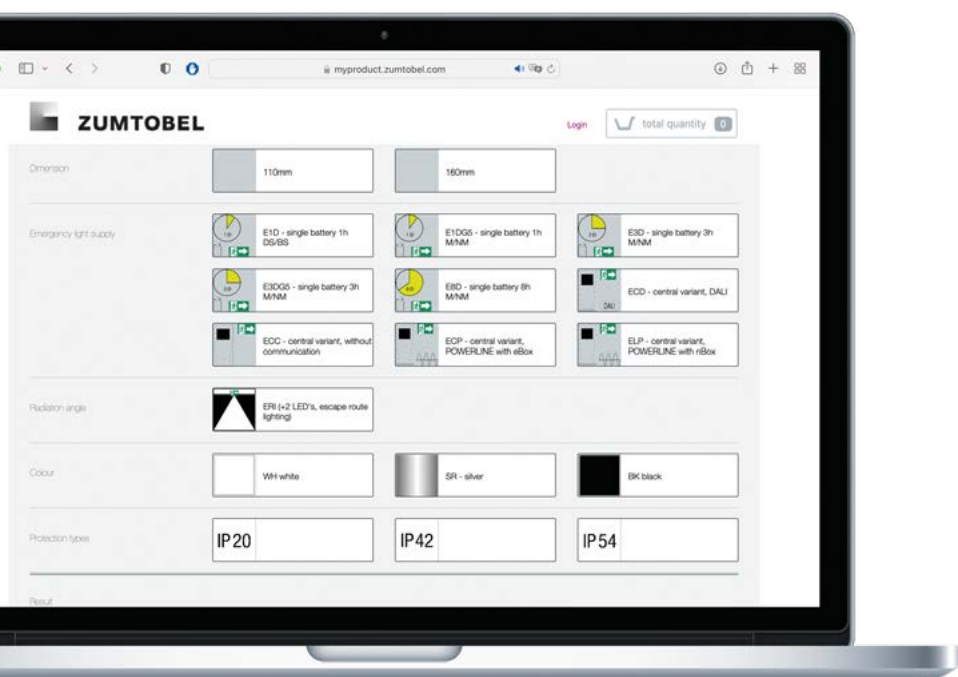 myproduct.zumtobel.com
ZUMTOBEL
Login
total quantity 0
Dimension
110mm
160mm
Emergency light supply
E1D - single battery 1h
DS/BS
E1DG5 - single battery 1h
M/NM
E3D - single battery 3h
M/NM
E3DG5 - single battery 3h
M/NM
E8D - single battery 8h
M/NM
ECD - central variant, DALI
DALI
ECC - central variant, without
communication
ECP - central variant,
POWERLINE with eBox
ELP - central variant,
POWERLINE with nBox
Radiation angle
ERI (+2 LED's, escape route
lighting)
Colour
WH white
SR - silver
BK black
Protection types
IP20
IP42
IP54
Result